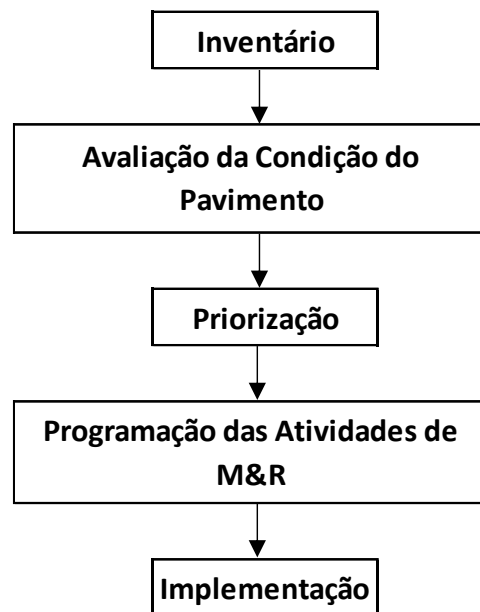 Inventário
Avaliação da Condição do
Pavimento
Priorização
Programação das Atividades de
M&R
Implementação